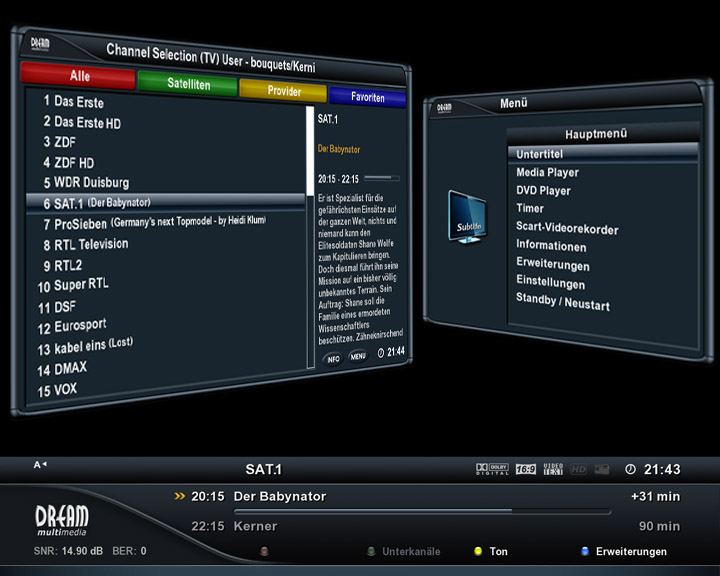 DREAM
multimedia
Channel Selection (TV) User - bouquets/Kerni
Alle
Satelliten
Provider
Favoriten
1 Das Erste
2 Das Erste HD
3 ZDF
4 ZDF HD
5 WDR Duisburg
6 SAT.1 (Der Babynator)
7 ProSieben (Germany's next Topmodel - by Heidi Klum)
8 RTL Television
9 RTL2
10 Super RTL
11 DSF
12 Eurosport
13 kabel eins (Lost)
14 DMAX
15 VOX
SAT.1
Der Babynator
20:15 - 22:15
Er ist Spezialist für die
gefährlichsten Einsätze auf
der ganzen Welt, nichts und
niemand kann den
Elitesoldaten Shane Wolfe
zum Kapitulieren bringen.
Doch diesmal führt ihn seine
Mission auf ein bisher völlig
unbekanntes Terrain. Sein
Auftrag: Shane soll die
Familie eines ermordeten
Wissenschaftlers
beschützen. Zähneknirschend
INFO
MENU
21:44
DREAM
multimedia
Menü
Hauptmenü
Subtitle
Untertitel
Media Player
DVD Player
Timer
Scart-Videorekorder
Informationen
Erweiterungen
Einstellungen
Standby / Neustart
A
SAT.1
DOLBY
DIGITAL
16:9
VIDEO
TEXT
HD
21:43
20:15 Der Babynator +31 min
22:15 Kerner 90 min
DREAM
multimedia
SNR: 14.90 dB BER: 0
Unterkanäle
Ton
Erweiterungen